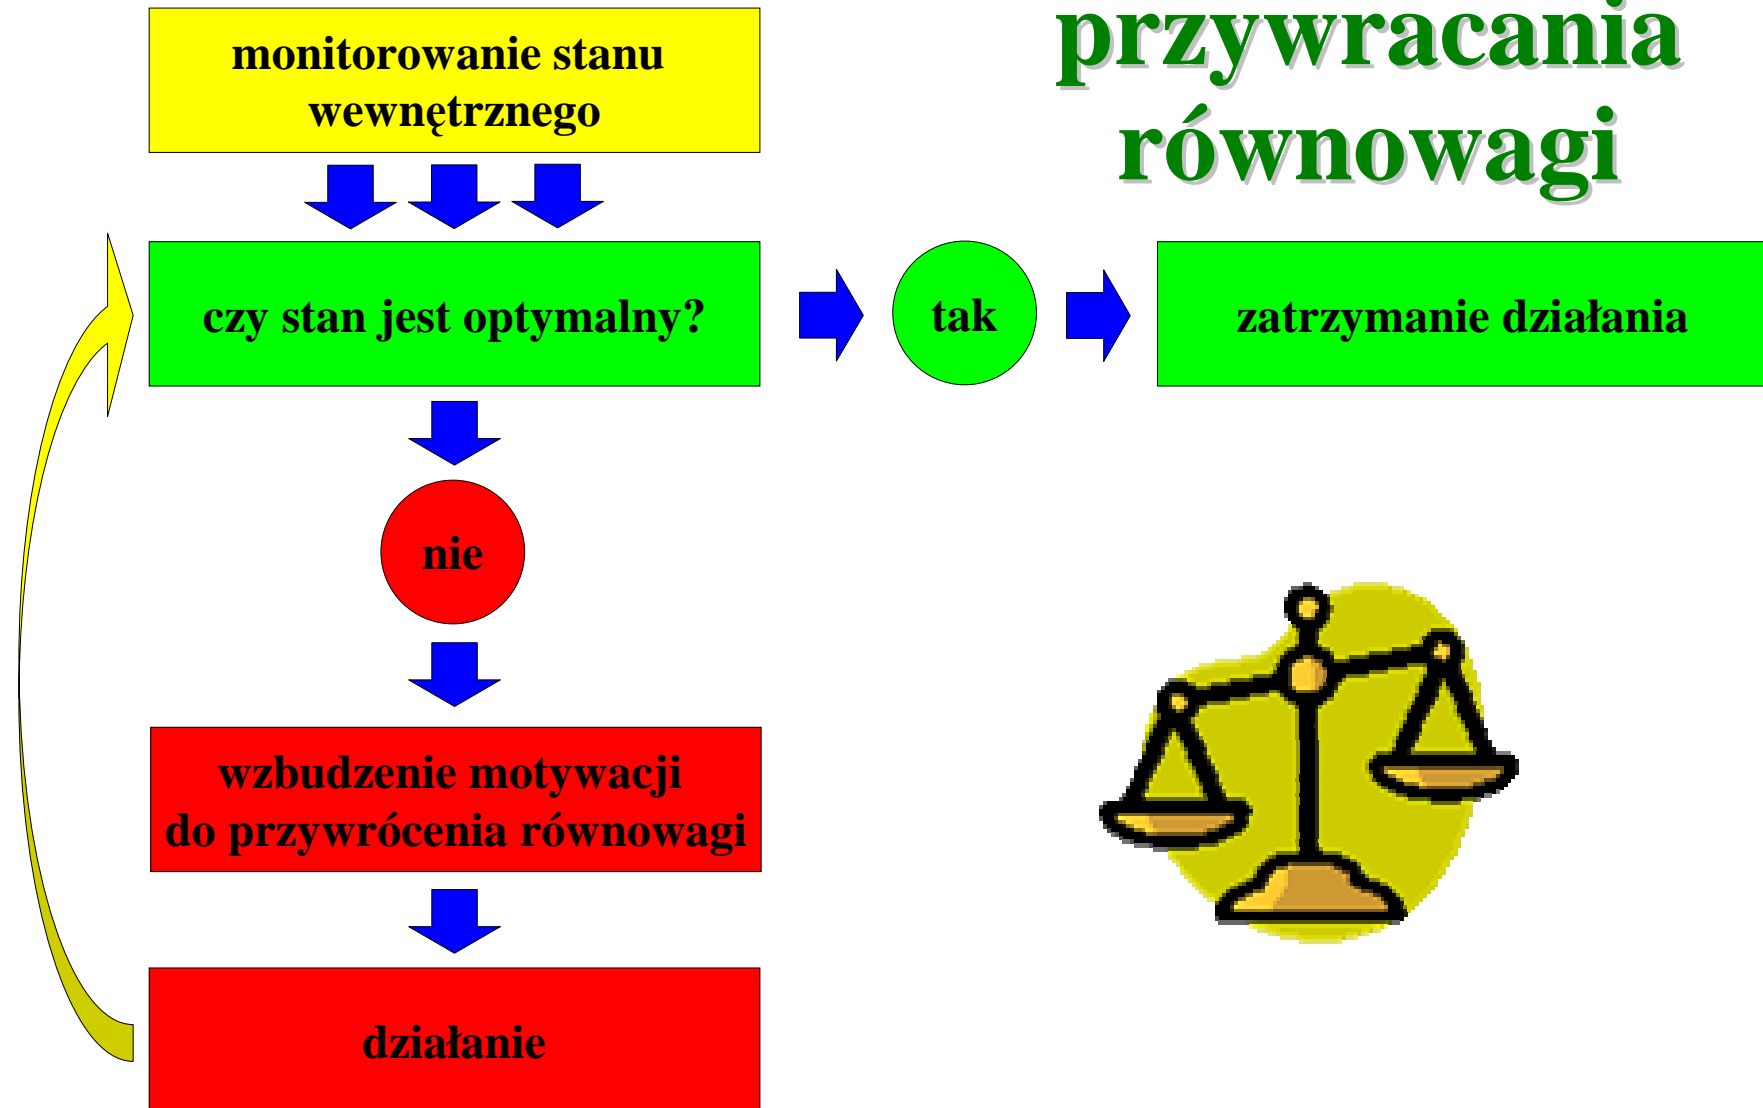 przywracania
równowagi
monitorowanie stanu
wewnętrznego
czy stan jest optymalny?
tak
zatrzymanie działania
nie
wzbudzenie motywacji
do przywrócenia równowagi
działanie